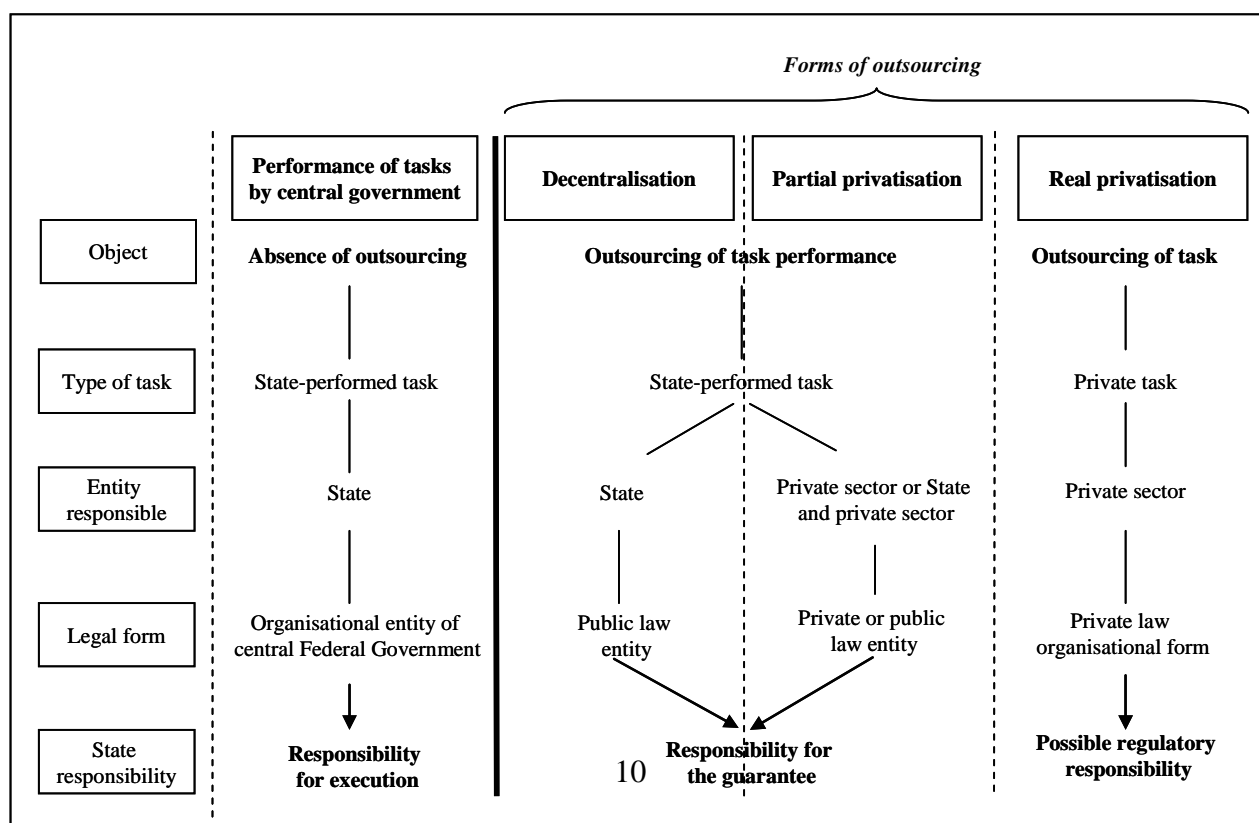 Forms of outsourcing
Performance of tasks
by central government
Decentralisation
Partial privatisation
Real privatisation
Object
Absence of outsourcing
Outsourcing of task performance
Outsourcing of task
Type of task
State-performed task
State-performed task
Private task
Entity
responsible
State
State
Private sector or State
and private sector
Private sector
Legal form
Organisational entity of
central Federal Government
Public law
entity
Private or public
law entity
Private law
organisational form
State
responsibility
Responsibility
for execution
Responsibility for
the guarantee
Possible regulatory
responsibility
10